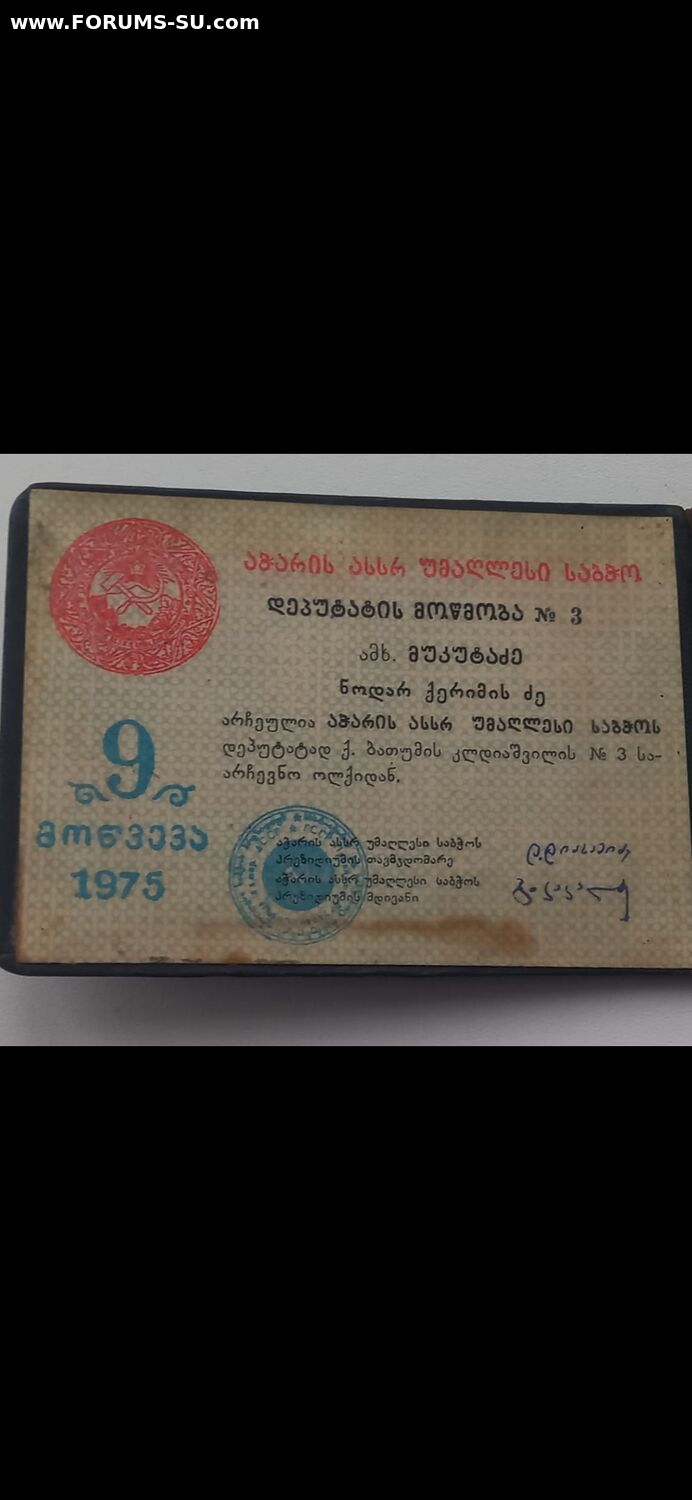 www.FORUMS-SU.com
აჭარის ასსრ უმაღლესი საბჭო
დეპუტატის მოწმობა № 3
ამხ. მუკუტაძე
ნოდარ ქერიმის ძე
არჩეულია აჭარის ასსრ უმაღლესი საბჭოს
დეპუტატად ქ. ბათუმის კლდიაშვილის № 3 სა-
არჩევნო ოლქიდან.
9
მოწვევა
1975
აჭარის ასსრ უმაღლესი საბჭოს
პრეზიდიუმის თავმჯდომარე
აჭარის ასსრ უმაღლესი საბჭოს
პრეზიდიუმის მდივანი